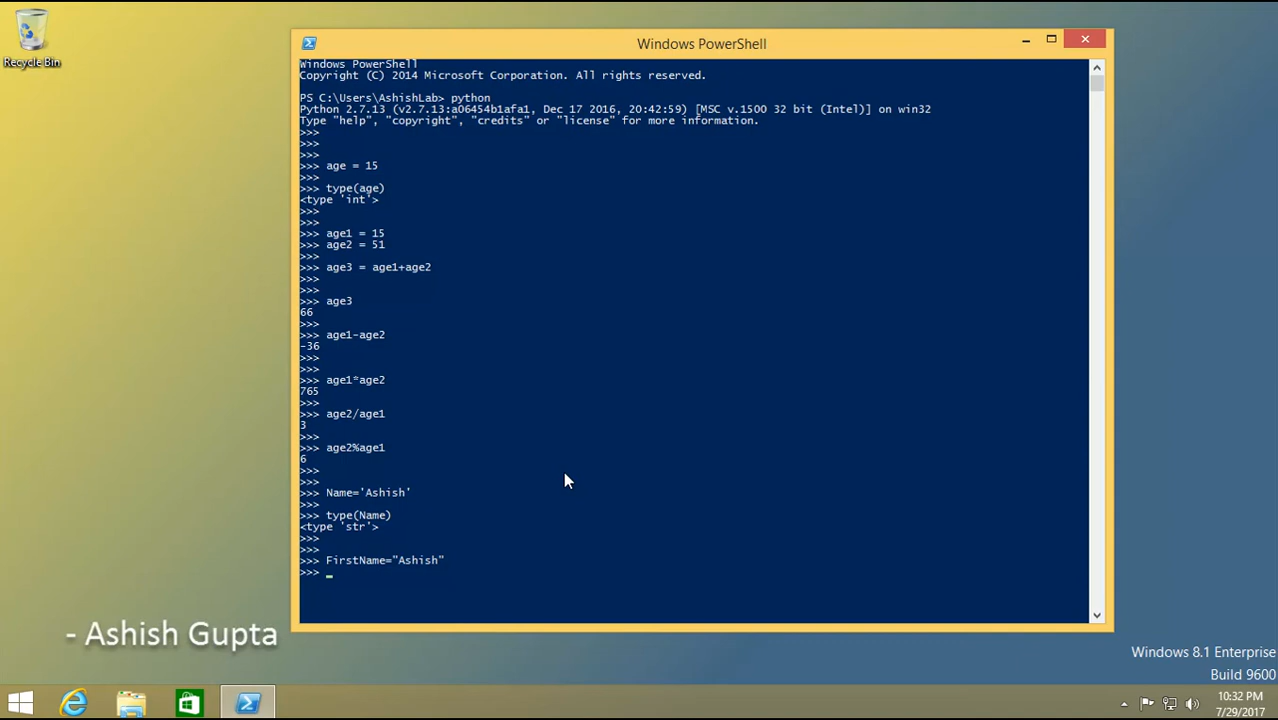 Recycle Bin
Windows PowerShell
Windows PowerShell
Copyright (C) 2014 Microsoft Corporation. All rights reserved.
PS C:\Users\AshishLab> python
Python 2.7.13 (v2.7.13:a06454b1afa1, Dec 17 2016, 20:42:59) [MSC v.1500 32 bit (Intel)] on win32
Type "help", "copyright", "credits" or "license" for more information.
>>>
>>>
>>>
>>> age = 15
>>>
>>> type(age)
<type 'int'>
>>>
>>>
>>> age1 = 15
>>> age2 = 51
>>>
>>> age3 = age1+age2
>>>
>>>
>>> age3
66
>>>
>>> age1-age2
-36
>>>
>>>
>>> age1*age2
765
>>>
>>> age2/age1
3
>>>
>>> age2%age1
6
>>>
>>>
>>> Name='Ashish'
>>>
>>> type(Name)
<type 'str'>
>>>
>>>
>>> FirstName="Ashish"
>>>
- Ashish Gupta
Windows 8.1 Enterprise
Build 9600
10:32 PM
7/29/2017